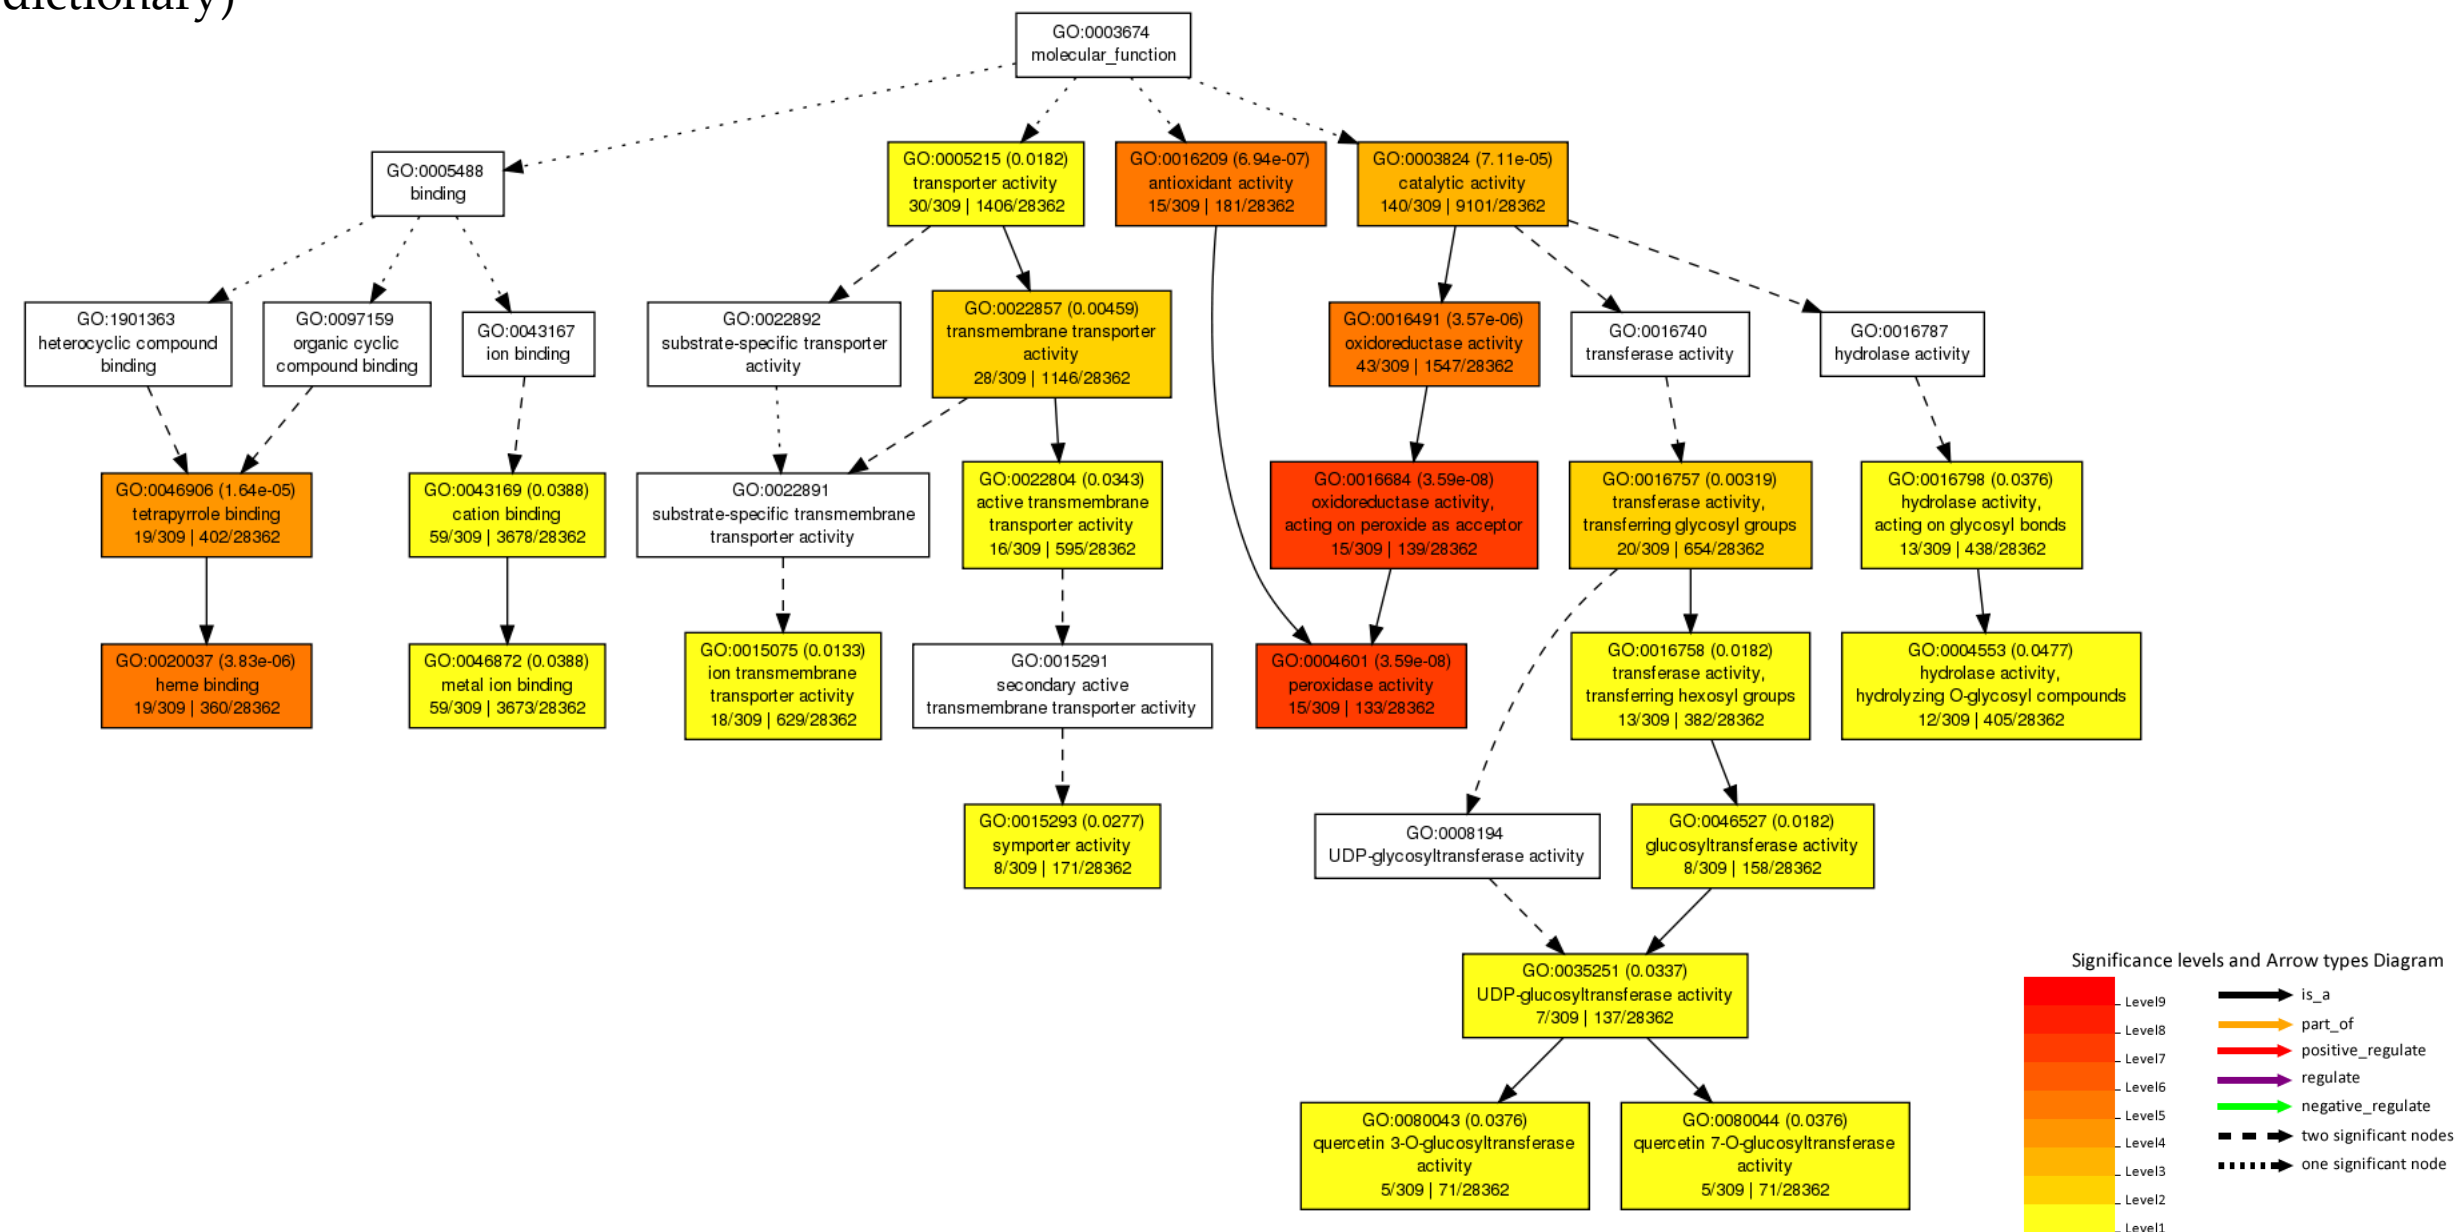 dictionary)
GO:0003674
molecular_function
GO:0005488
binding
GO:0005215 (0.0182)
transporter activity
30/309 | 1406/28362
GO:0016209 (6.94e-07)
antioxidant activity
15/309 | 181/28362
GO:0003824 (7.11e-05)
catalytic activity
140/309 | 9101/28362
GO:1901363
heterocyclic compound
binding
GO:0097159
organic cyclic
compound binding
GO:0043167
ion binding
GO:0022892
substrate-specific transporter
activity
GO:0022857 (0.00459)
transmembrane transporter
activity
28/309 | 1146/28362
GO:0016491 (3.57e-06)
oxidoreductase activity
43/309 | 1547/28362
GO:0016740
transferase activity
GO:0016787
hydrolase activity
GO:0046906 (1.64e-05)
tetrapyrrole binding
19/309 | 402/28362
GO:0043169 (0.0388)
cation binding
59/309 | 3678/28362
GO:0022891
substrate-specific transmembrane
transporter activity
GO:0022804 (0.0343)
active transmembrane
transporter activity
16/309 | 595/28362
GO:0016684 (3.59e-08)
oxidoreductase activity,
acting on peroxide as acceptor
15/309 | 139/28362
GO:0016757 (0.00319)
transferase activity,
transferring glycosyl groups
20/309 | 654/28362
GO:0016798 (0.0376)
hydrolase activity,
acting on glycosyl bonds
13/309 | 438/28362
GO:0020037 (3.83e-06)
heme binding
19/309 | 360/28362
GO:0046872 (0.0388)
metal ion binding
59/309 | 3673/28362
GO:0015075 (0.0133)
ion transmembrane
transporter activity
18/309 | 629/28362
GO:0015291
secondary active
transmembrane transporter activity
GO:0004601 (3.59e-08)
peroxidase activity
15/309 | 133/28362
GO:0016758 (0.0182)
transferase activity,
transferring hexosyl groups
13/309 | 382/28362
GO:0004553 (0.0477)
hydrolase activity,
hydrolyzing O-glycosyl compounds
12/309 | 405/28362
GO:0015293 (0.0277)
symporter activity
8/309 | 171/28362
GO:0008194
UDP-glycosyltransferase activity
GO:0046527 (0.0182)
glucosyltransferase activity
8/309 | 158/28362
GO:0035251 (0.0337)
UDP-glucosyltransferase activity
7/309 | 137/28362
GO:0080043 (0.0376)
quercetin 3-O-glucosyltransferase
activity
5/309 | 71/28362
GO:0080044 (0.0376)
quercetin 7-O-glucosyltransferase
activity
5/309 | 71/28362
Significance levels and Arrow types Diagram
Level9
Level8
Level7
Level6
Level5
Level4
Level3
Level2
Level1
is_a
part_of
positive_regulate
regulate
negative_regulate
two significant nodes
one significant node